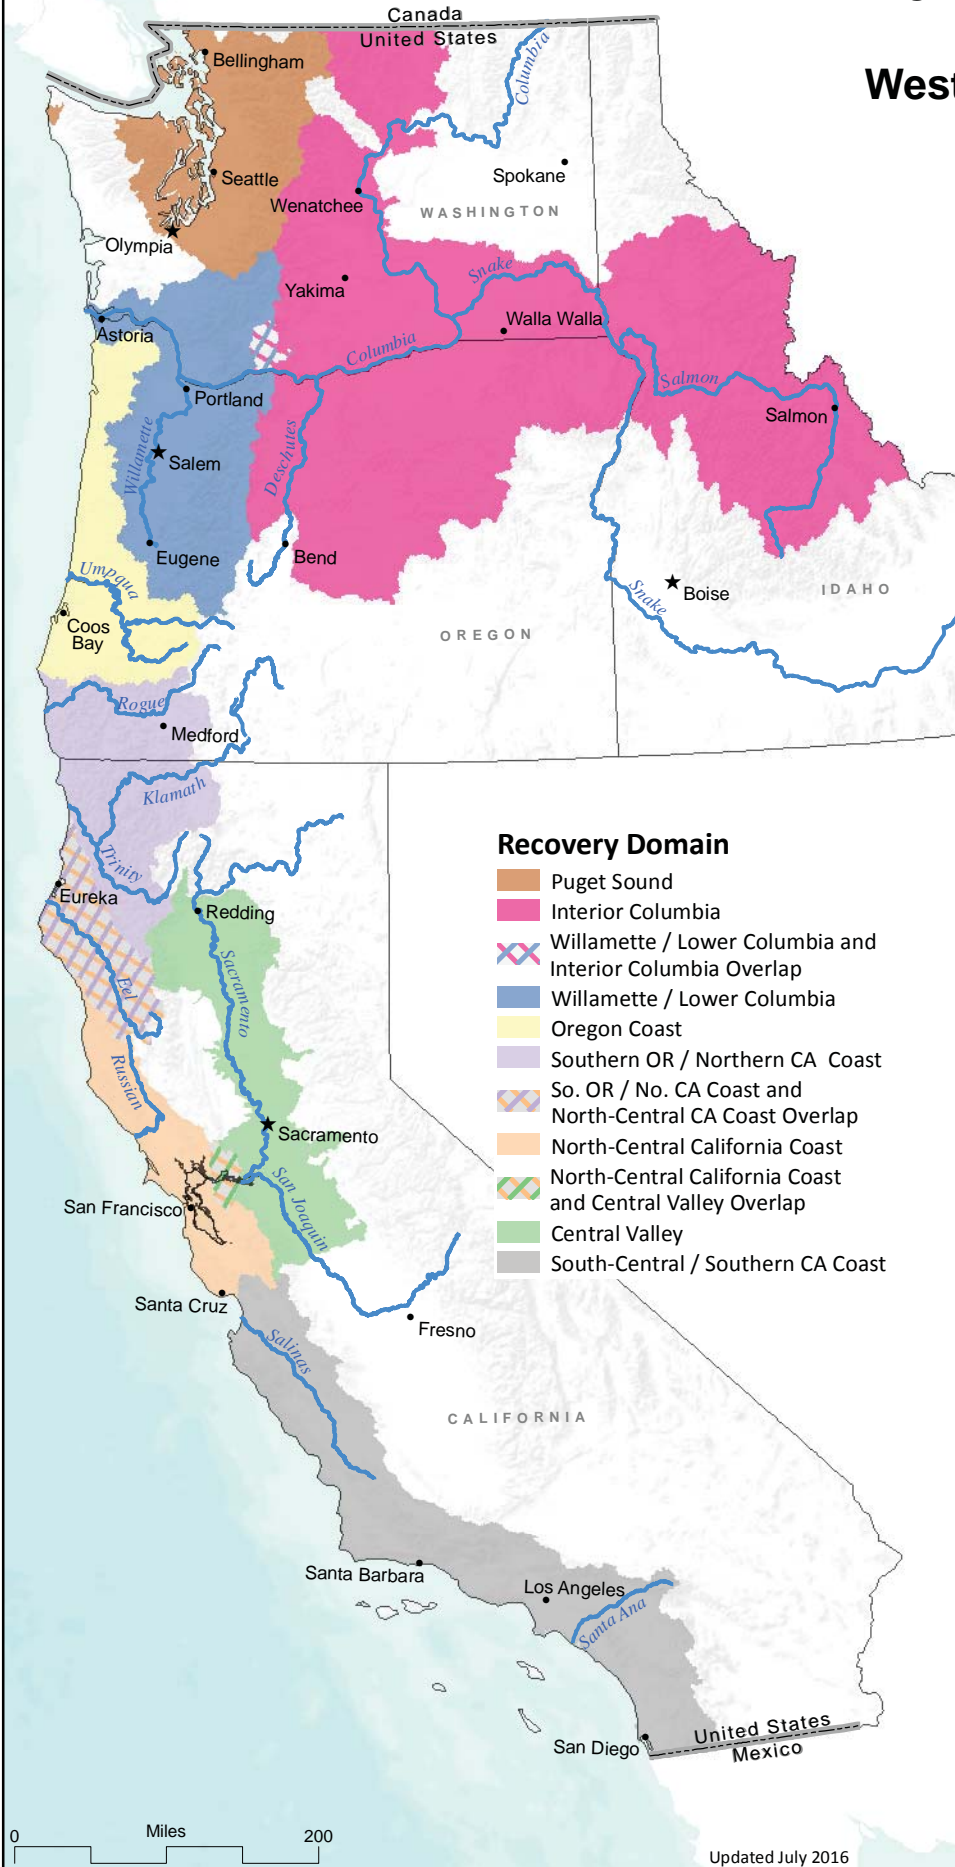 Canada
United States
West
Columbia
Bellingham
Seattle
Spokane
Wenatchee
WASHINGTON
Olympia
Yakima
Snake
Walla Walla
Astoria
Columbia
Portland
Salmon
Salmon
Willamette
Salem
Deschutes
Eugene
Bend
Umpqua
Boise
IDAHO
Snake
Coos
Bay
OREGON
Rogue
Medford
Klamath
Trinity
Eureka
Redding
Sacramento
Eel
Russian
Sacramento
San Joaquin
San Francisco
Santa Cruz
Fresno
Salinas
CALIFORNIA
Santa Barbara
Los Angeles
Santa Ana
San Diego
United States
Mexico
Recovery Domain
Puget Sound
Interior Columbia
Willamette / Lower Columbia and
Interior Columbia Overlap
Willamette / Lower Columbia
Oregon Coast
Southern OR / Northern CA Coast
So. OR / No. CA Coast and
North-Central CA Coast Overlap
North-Central California Coast
North-Central California Coast
and Central Valley Overlap
Central Valley
South-Central / Southern CA Coast
0 Miles 200
Updated July 2016